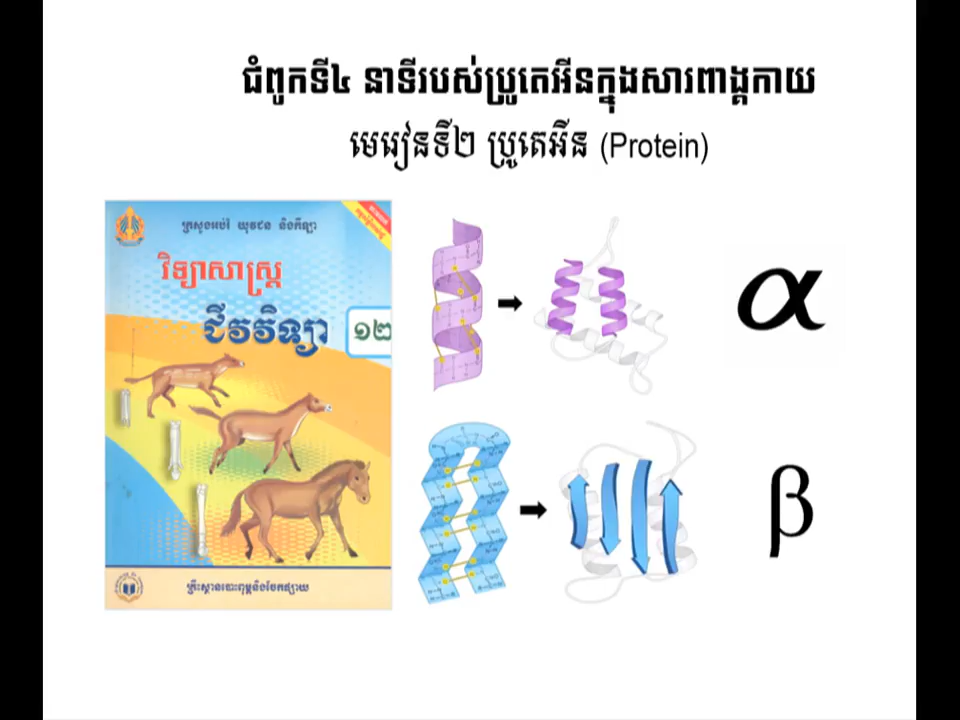 ជំពូកទី៤ នាទីរបស់ប្រូតេអ៊ីនក្នុងសារពាង្គកាយ
មេរៀនទី២ ប្រូតេអ៊ីន (Protein)
ក្រសួងអប់រំ យុវជន និងកីឡា
វិទ្យាសាស្ត្រ
ជីវវិទ្យា
១២
គ្រឹះស្ថានបោះពុម្ពនិងចែកផ្សាយ
α
β